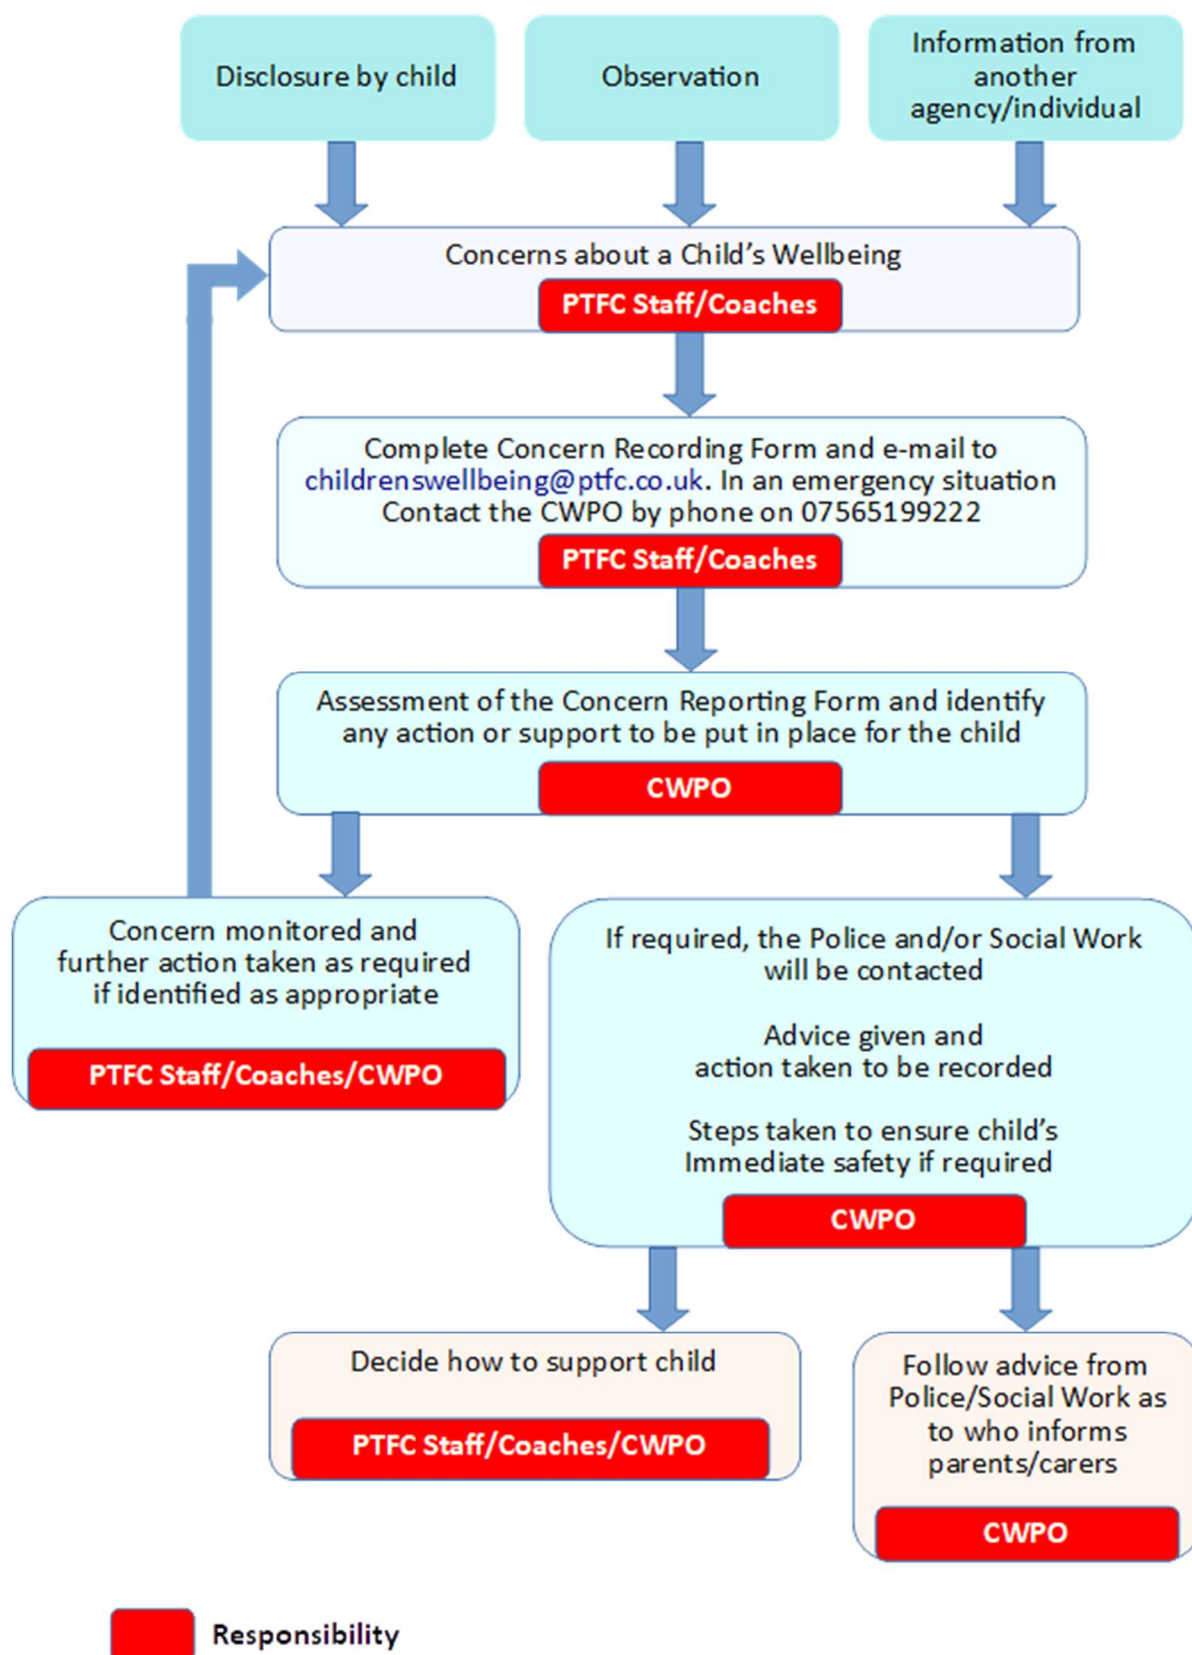 Disclosure by child
Observation
Information from
another
agency/individual
Concerns about a Child's Wellbeing
PTFC Staff/Coaches
Complete Concern Recording Form and e-mail to
childrenswellbeing@ptfc.co.uk. In an emergency situation
Contact the CWPO by phone on 07565199222
PTFC Staff/Coaches
Assessment of the Concern Reporting Form and identify
any action or support to be put in place for the child
CWPO
Concern monitored and
further action taken as required
if identified as appropriate
PTFC Staff/Coaches/CWPO
If required, the Police and/or Social Work
will be contacted
Advice given and
action taken to be recorded
Steps taken to ensure child's
Immediate safety if required
CWPO
Decide how to support child
PTFC Staff/Coaches/CWPO
Follow advice from
Police/Social Work as
to who informs
parents/carers
CWPO
Responsibility